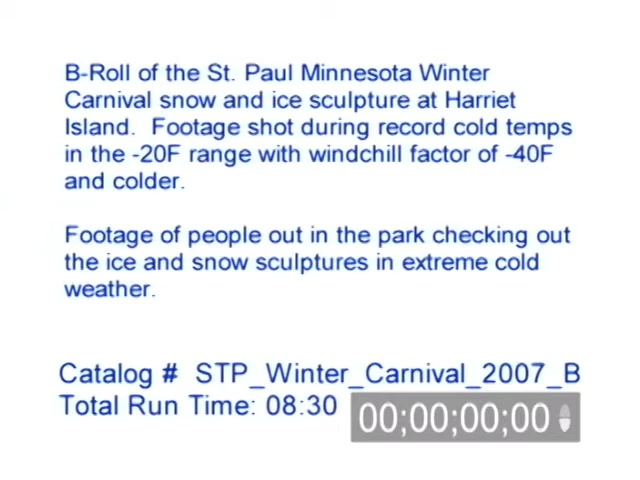 B-Roll of the St. Paul Minnesota Winter
Carnival snow and ice sculpture at Harriet
Island.  Footage shot during record cold temps
in the -20F range with windchill factor of -40F
and colder.
Footage of people out in the park checking out
the ice and snow sculptures in extreme cold
weather.
Catalog #  STP_Winter_Carnival_2007_B
Total Run Time: 08:30
00;00;00;00